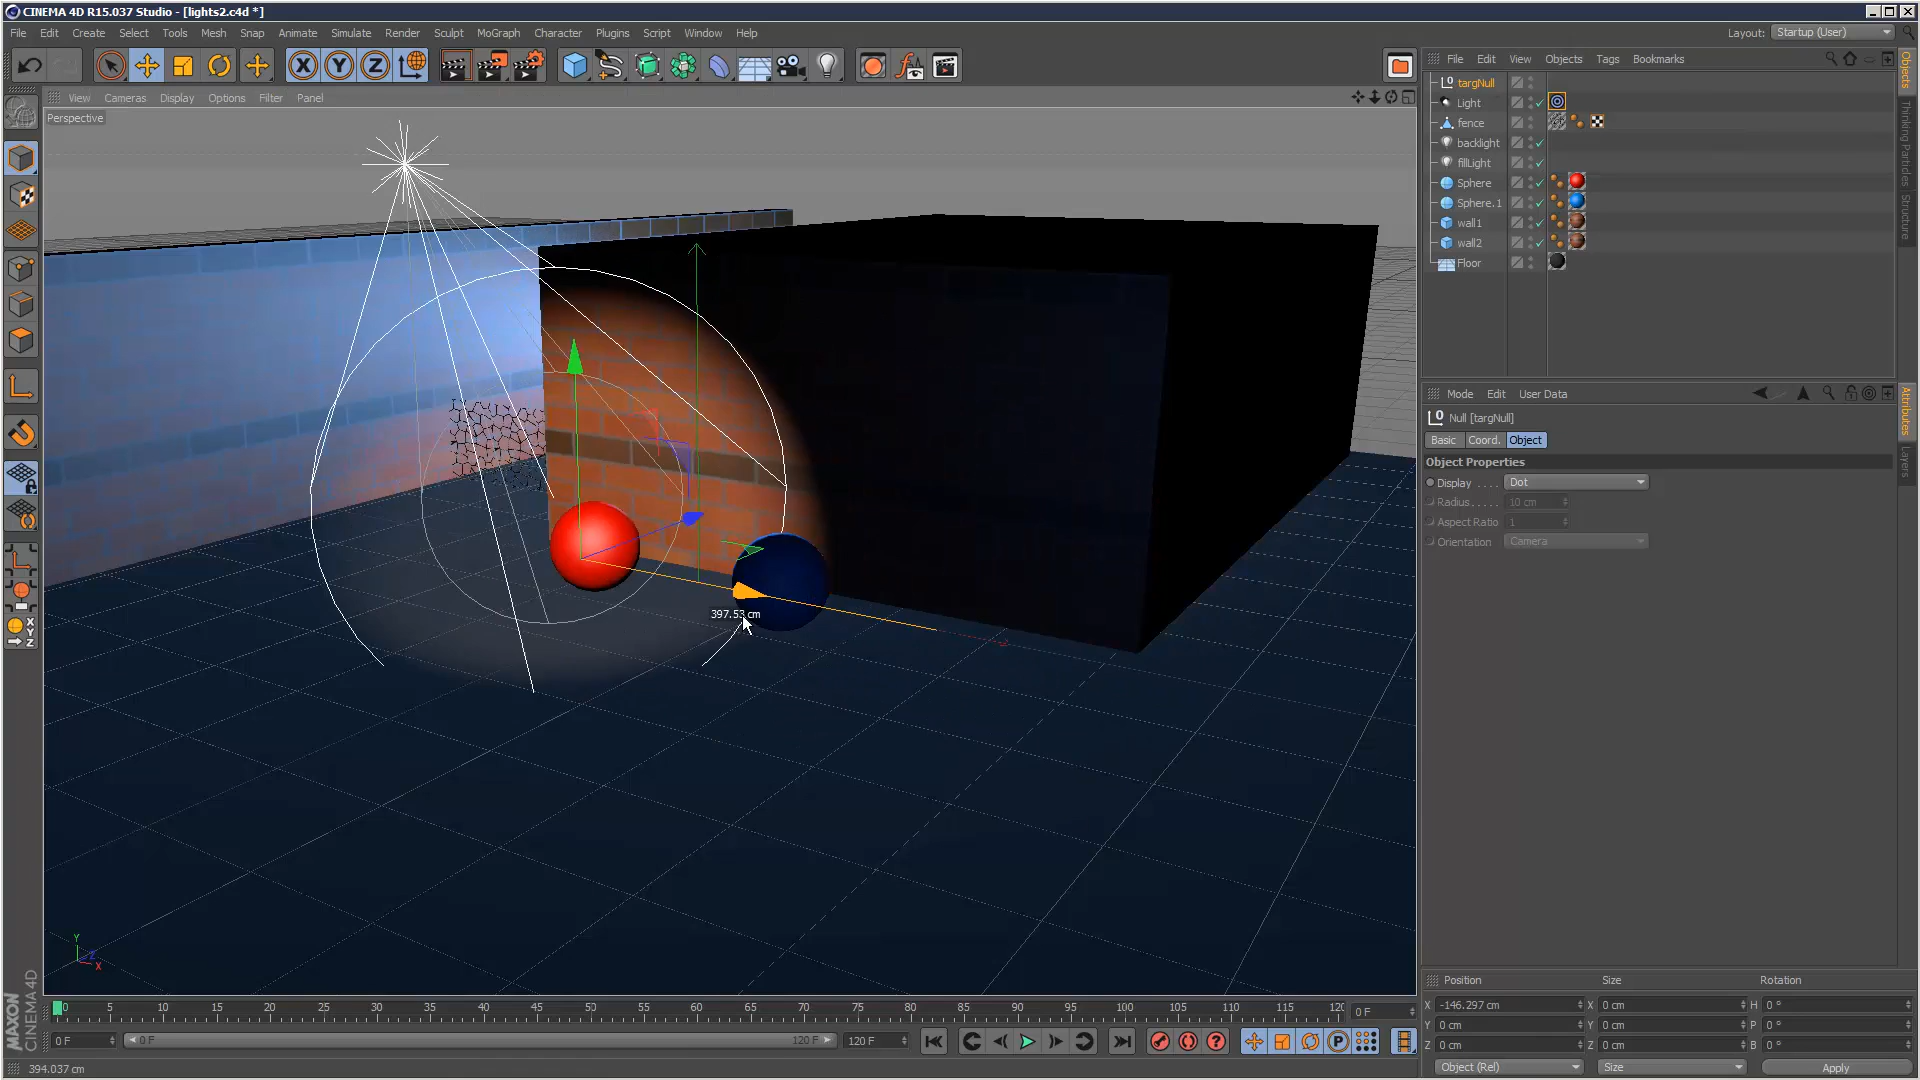 CINEMA 4D R15.037 Studio - [lights2.c4d *]
File Edit Create Select Tools Mesh Snap Animate Simulate Render Sculpt MoGraph Character Plugins Script Window Help
Layout: Startup (User)
File Edit View Objects Tags Bookmarks
View Cameras Display Options Filter Panel
Perspective
targNull
Light
fence
backlight
fillLight
Sphere
Sphere.1
wall1
wall2
Floor
Objects
Thinking Particles
Structure
Mode Edit User Data
Null [targNull]
Basic Coord. Object
Object Properties
Display . . . . Dot
Radius . . . . . 10 cm
Aspect Ratio 1
Orientation Camera
Attributes
Layers
397.53 cm
Y
Z
X
X Y Z
MAXON
CINEMA 4D
0 5 10 15 20 25 30 35 40 45 50 55 60 65 70 75 80 85 90 95 100 105 110 115 120 0 F
0 F 0 F 120 F 120 F
Position Size Rotation
X -146.297 cm X 0 cm H 0 °
Y 0 cm Y 0 cm P 0 °
Z 0 cm Z 0 cm B 0 °
Object (Rel) Size Apply
394.037 cm